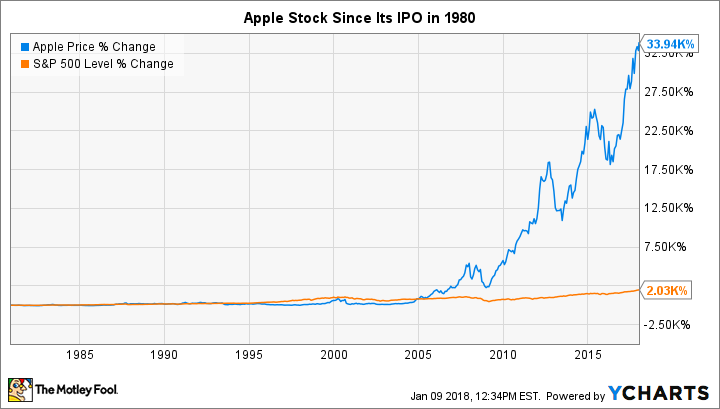 Apple Stock Since Its IPO in 1980
Apple Price % Change
S&P 500 Level % Change
33.94K%
32.50K%
27.50K%
22.50K%
17.50K%
12.50K%
7.50K%
2.03K%
-2.50K%
1985 1990 1995 2000 2005 2010 2015
The Motley Fool.
Jan 09 2018, 12:34PM EST. Powered by YCHARTS